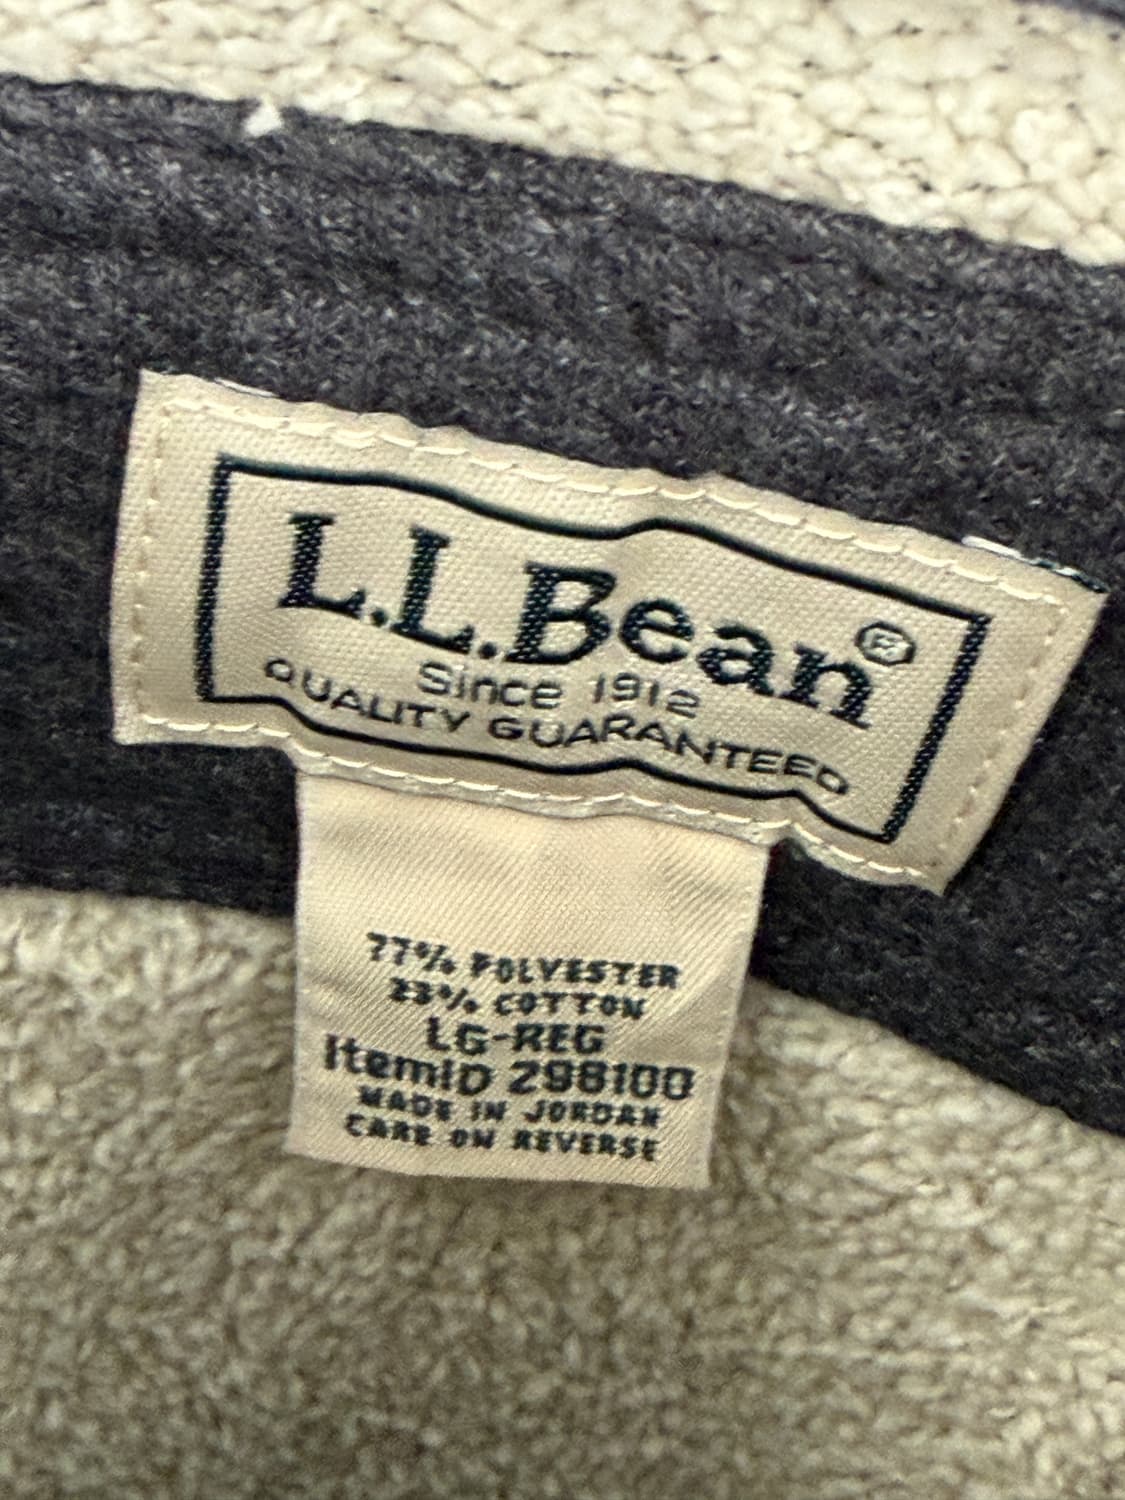 L.L.Bean®
Since 1912
QUALITY GUARANTEED
77% POLYESTER
23% COTTON
LG-REG
ItemID 298100
MADE IN JORDAN
CARE ON REVERSE